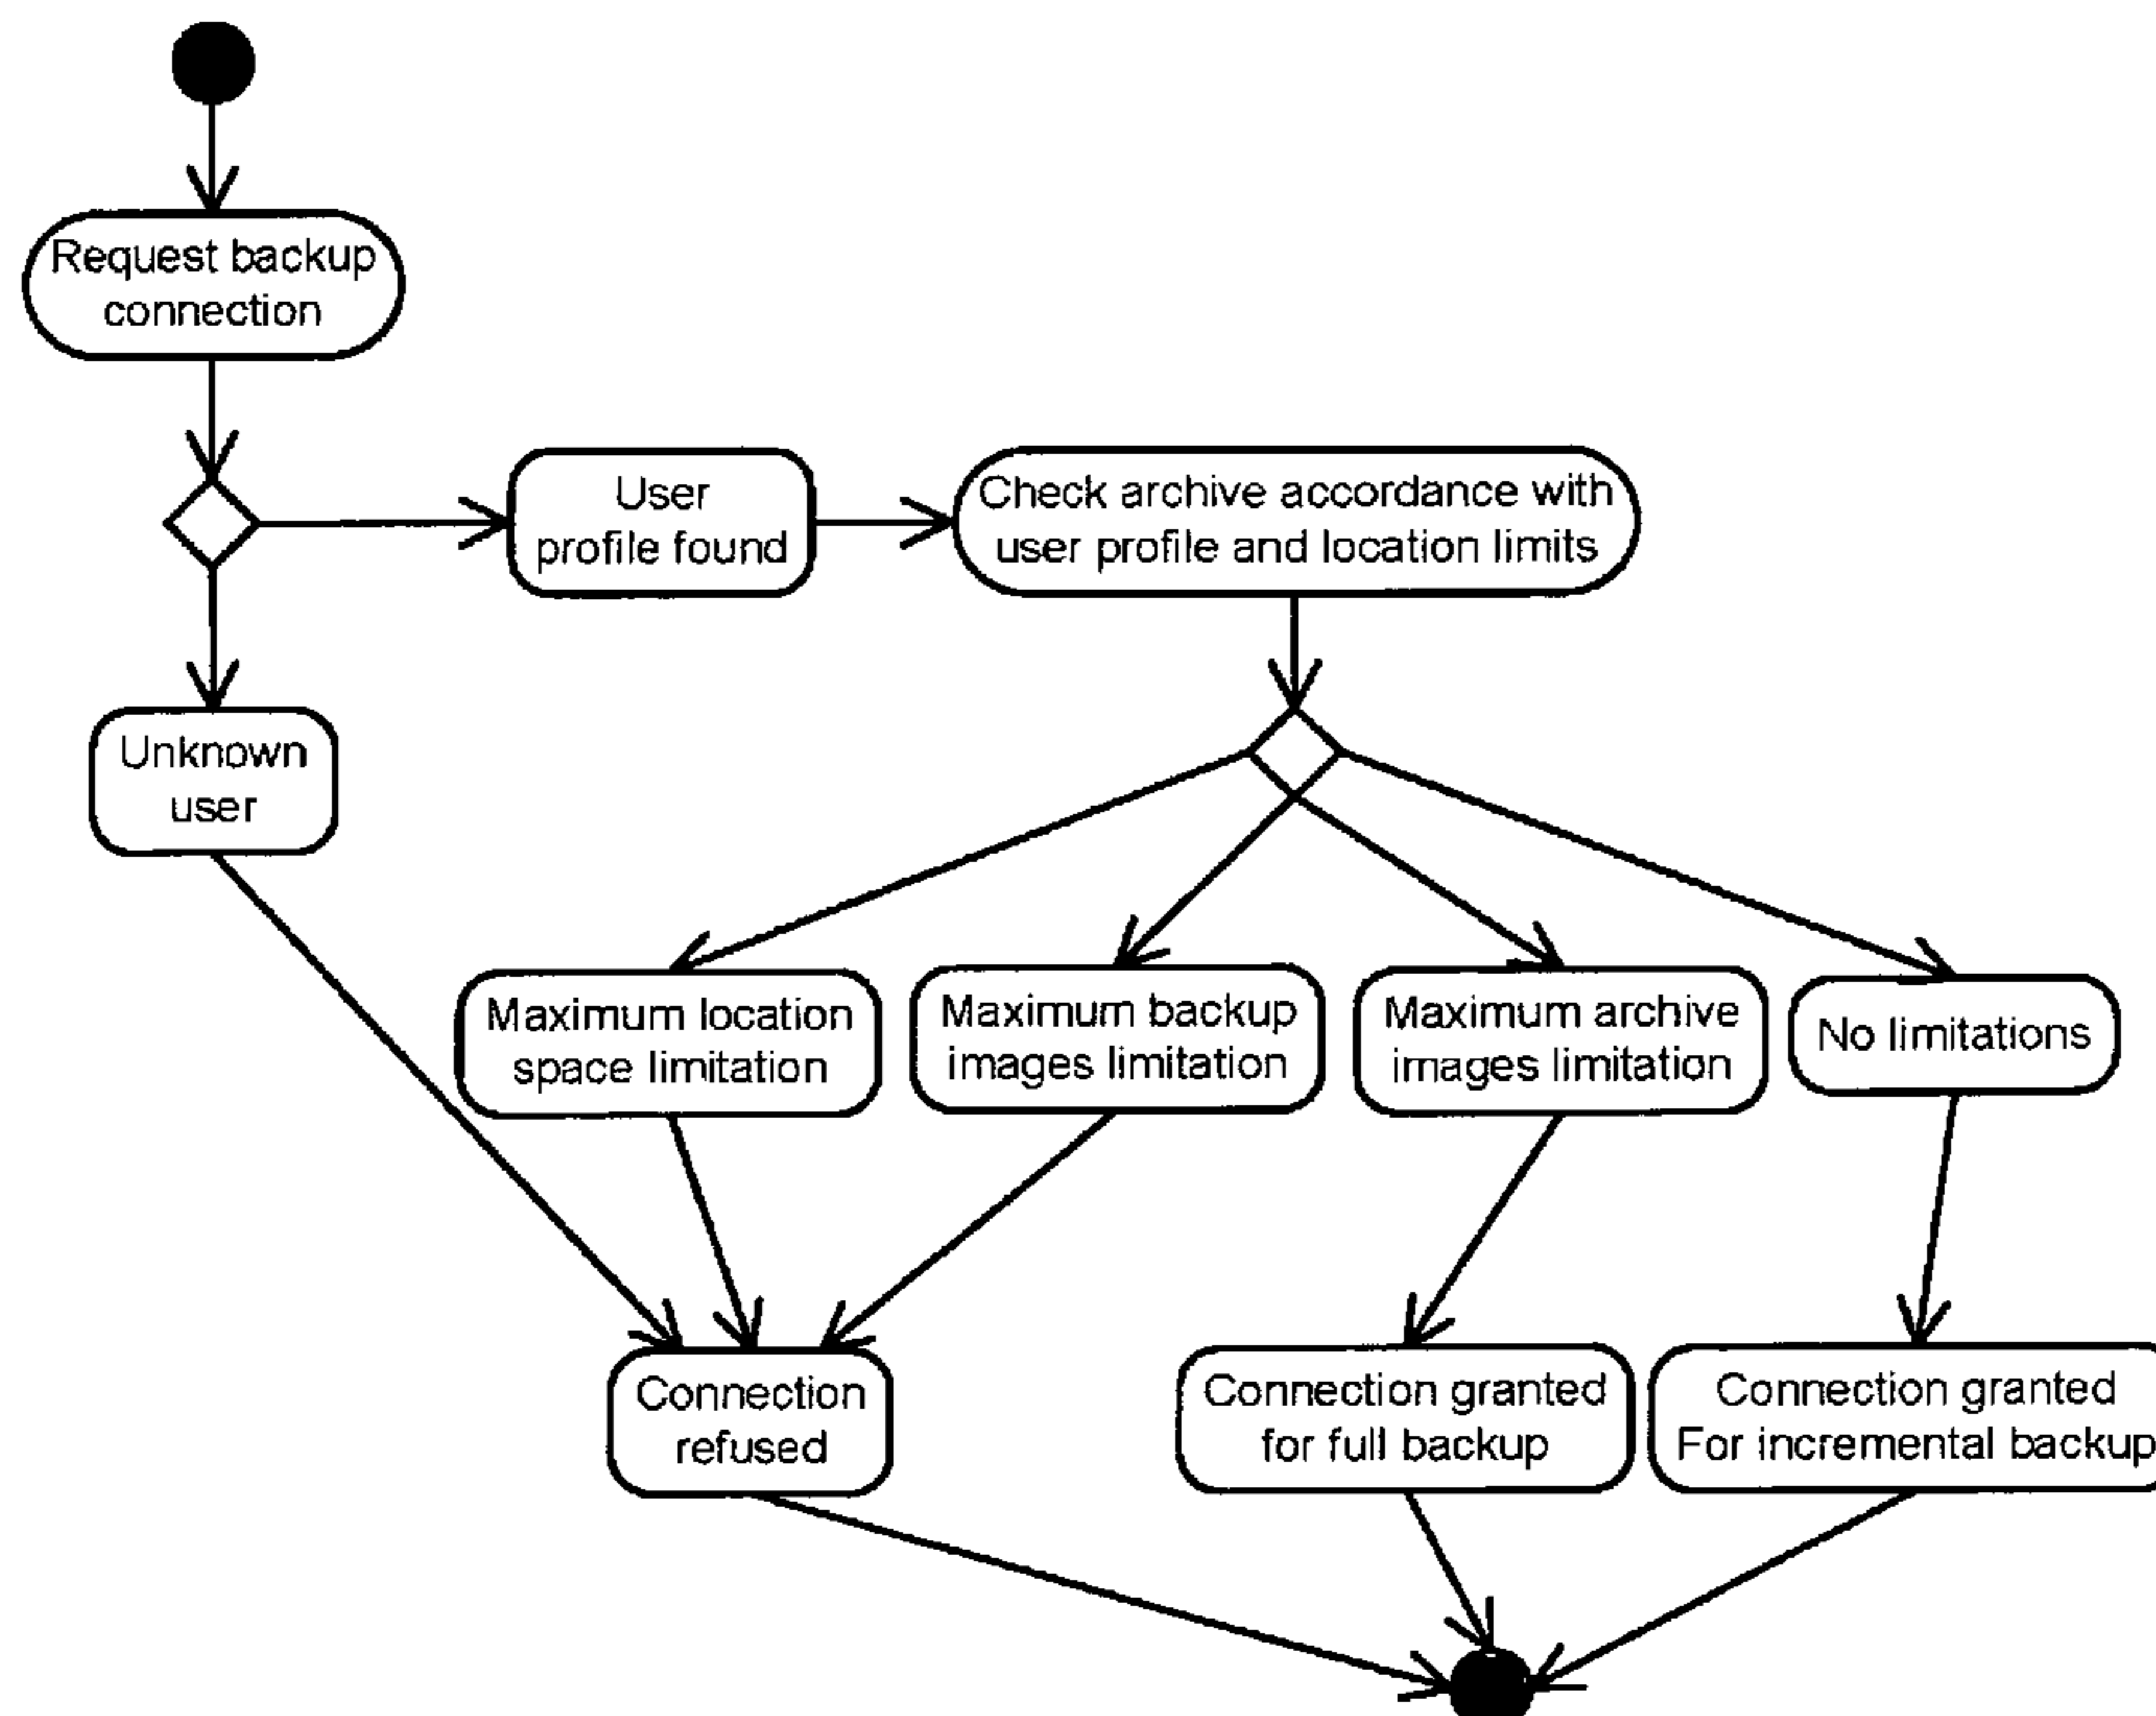 Request backup
connection
User
profile found
Check archive accordance with
user profile and location limits
Unknown
user
Maximum location
space limitation
Maximum backup
images limitation
Maximum archive
images limitation
No limitations
Connection
refused
Connection granted
for full backup
Connection granted
For incremental backup